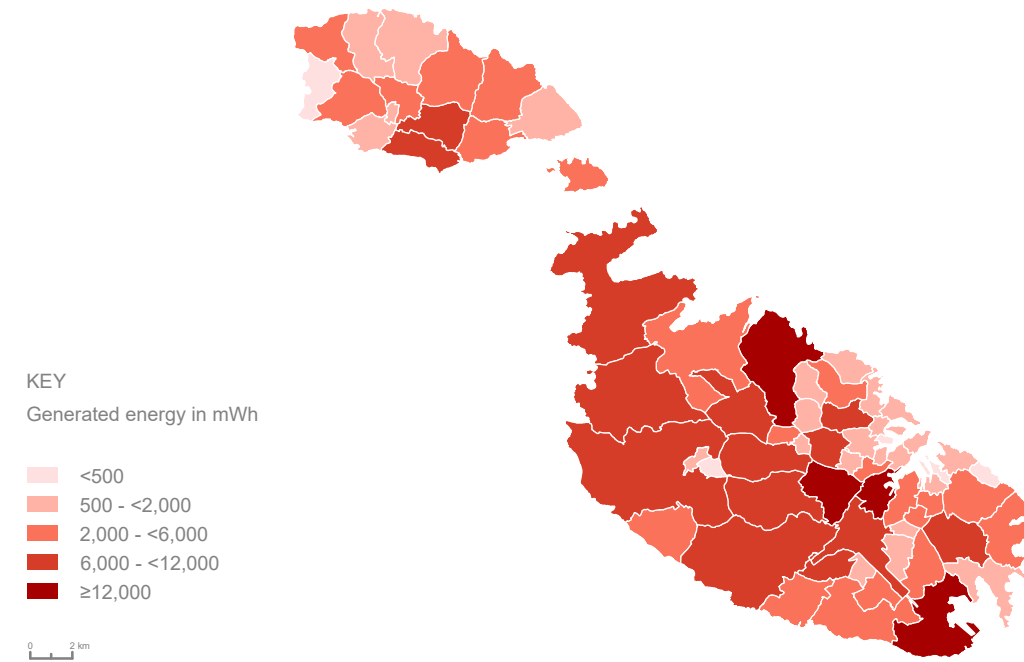 KEY
Generated energy in mWh
<500
500 - <2,000
2,000 - <6,000
6,000 - <12,000
≥12,000
0 2 km